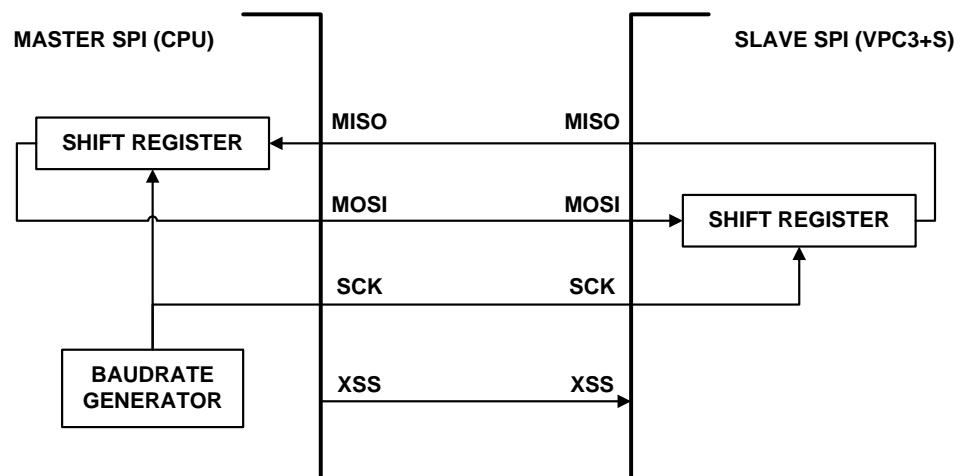 MASTER SPI (CPU)
SLAVE SPI (VPC3+S)
MISO
MISO
SHIFT REGISTER
MOSI
MOSI
SHIFT REGISTER
SCK
SCK
BAUDRATE
GENERATOR
XSS
XSS